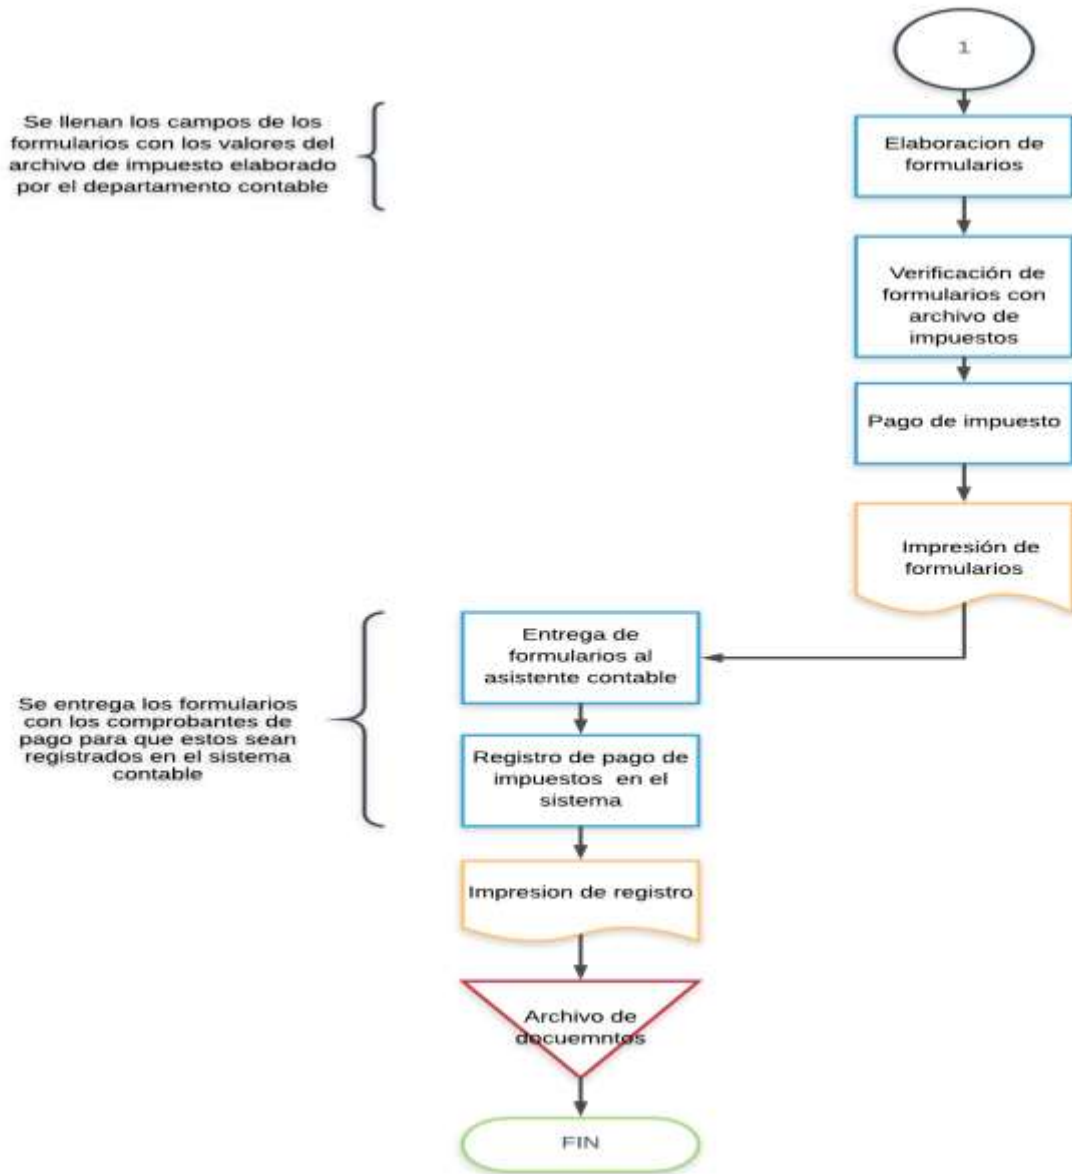 1
Se llenan los campos de los
formularios con los valores del
archivo de impuesto elaborado
por el departamento contable
Elaboracion de
formularios
Verificación de
formularios con
archivo de
impuestos
Pago de impuesto
Impresión de
formularios
Entrega de
formularios al
asistente contable
Se entrega los formularios
con los comprobantes de
pago para que estos sean
registrados en el sistema
contable
Registro de pago de
impuestos en el
sistema
Impresion de registro
Archivo de
docuemntos
FIN